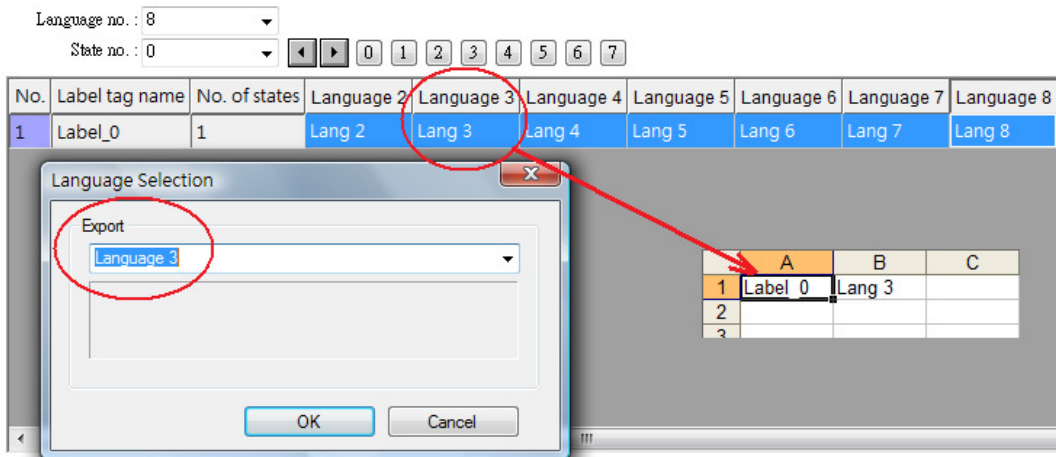 Language no. : 8
State no. : 0 0 1 2 3 4 5 6 7
No. Label tag name No. of states Language 2 Language 3 Language 4 Language 5 Language 6 Language 7 Language 8
1 Label_0 1 Lang 2 Lang 3 Lang 4 Lang 5 Lang 6 Lang 7 Lang 8
Language Selection
Export
Language 3
A B C
1 Label_0 Lang 3
2
3
OK Cancel